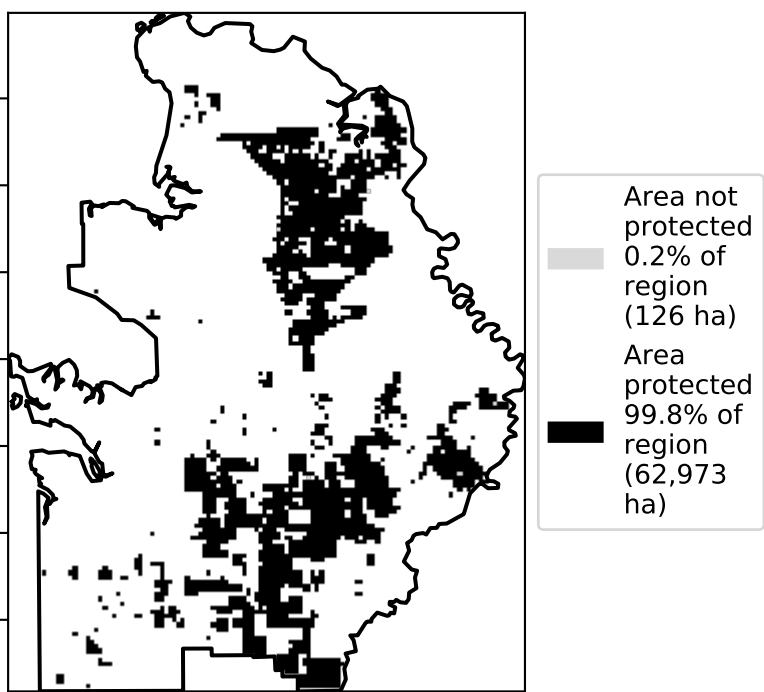 Area not
protected
0.2% of
region
(126 ha)
Area
protected
99.8% of
region
(62,973
ha)